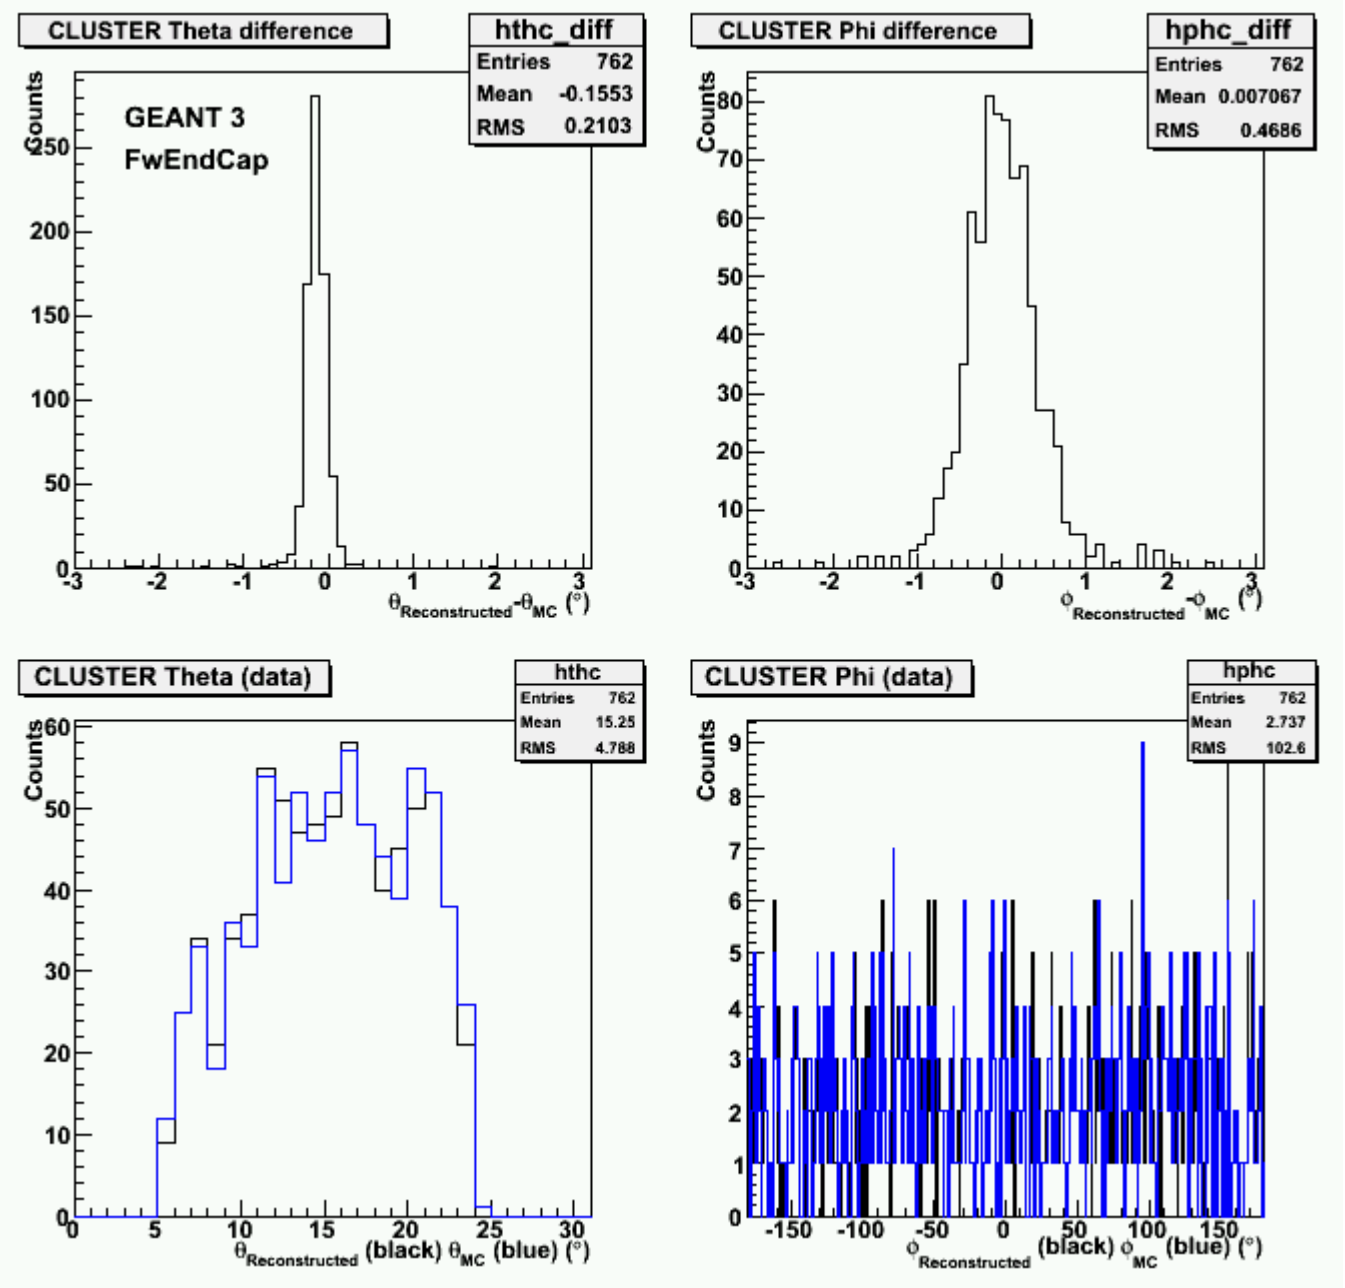 CLUSTER Theta difference
hthc_diff
Entries 762
Mean -0.1553
RMS 0.2103
Counts
GEANT 3
FwEndCap
250
200
150
100
50
0
-3 -2 -1 0 1 2 3
θReconstructed-θMC (°)
CLUSTER Phi difference
hphc_diff
Entries 762
Mean 0.007067
RMS 0.4686
Counts
80
70
60
50
40
30
20
10
0
-3 -2 -1 0 1 2 3
ϕReconstructed-ϕMC (°)
CLUSTER Theta (data)
hthc
Entries 762
Mean 15.25
RMS 4.788
Counts
60
50
40
30
20
10
0
0 5 10 15 20 25 30
θReconstructed (black) θMC (blue) (°)
CLUSTER Phi (data)
hphc
Entries 762
Mean 2.737
RMS 102.6
Counts
9
8
7
6
5
4
3
2
1
0
-150 -100 -50 0 50 100 150
ϕReconstructed (black) ϕMC (blue) (°)